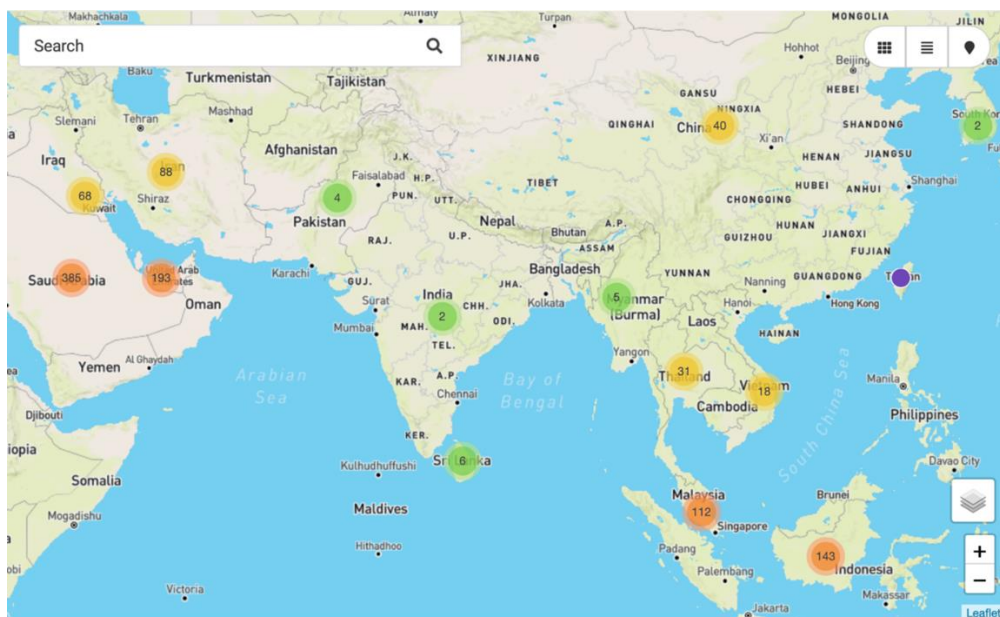 Makhachkala
Almaty
Turpan
MONGOLIA
JILIN
Search
XINJIANG
Hohhot
Beijing
Baku
Turkmenistan
Tajikistan
HEBEI
GANSU
Slemani
Tehran
Mashhad
NINGXIA
40
China
QINGHAI
Xi'an
SHANDONG
2
Iraq
88
Afghanistan
J.K.
Faisalabad
H.P.
HENAN
JIANGSU
68
Kuwait
Shiraz
4
PUN.
UTT.
TIBET
HUBEI
ANHUI
Shanghai
CHONGQING
Pakistan
Nepal
Bhutan
A.P.
HUNAN
JIANGXI
RAJ.
U.P.
ASSAM
GUIZHOU
FUJIAN
385
193
Karachi
GUJ.
JHA.
Bangladesh
YUNNAN
Nanning
GUANGDONG
Oman
Surat
India
CHH.
Kolkata
5
Myanmar
(Burma)
Hanoi
Hong Kong
Mumbai
MAH.
2
ODI.
Laos
HAINAN
TEL.
Yemen
Al Ghaydah
Yangon
Arabian
Sea
KAR.
A.P.
Chennai
Bay of
Bengal
31
Thailand
18
Vietnam
Manila
Cambodia
South China Sea
Djibouti
Philippines
KER.
6
Sri Lanka
Kulhudhuffushi
Davao City
Somalia
Maldives
Malaysia
112
Brunei
Mogadishu
Singapore
Hithadhoo
Padang
143
Indonesia
+
−
Victoria
Palembang
Makassar
Jakarta
Leaflet